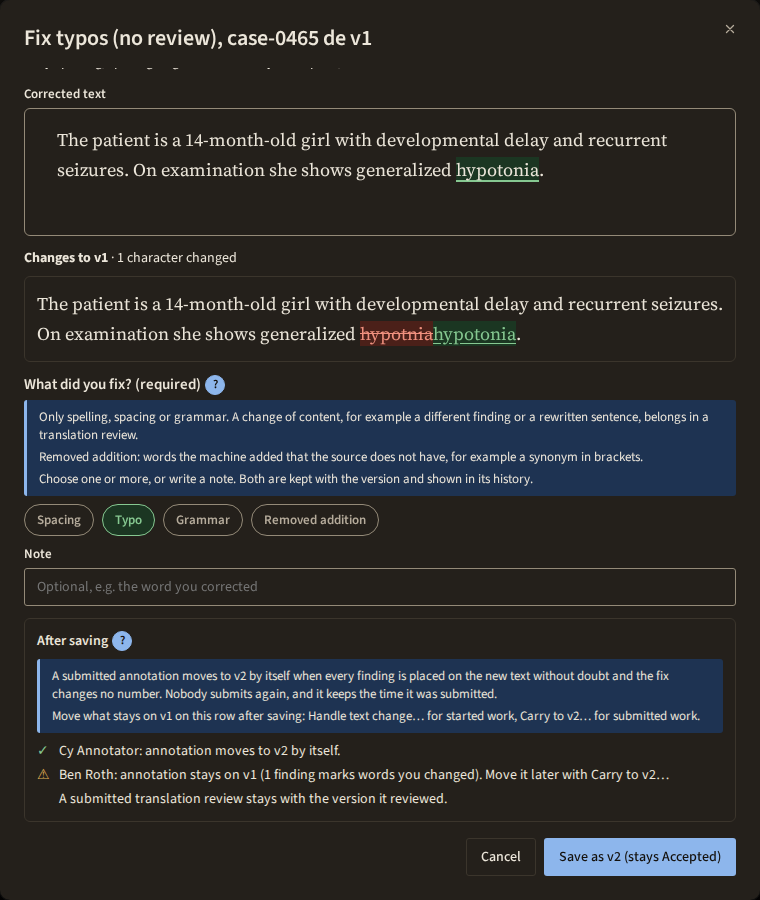 Fix typos (no review), case-0465 de v1
×
Corrected text
The patient is a 14-month-old girl with developmental delay and recurrent
seizures. On examination she shows generalized hypotonia.
Changes to v1 · 1 character changed
The patient is a 14-month-old girl with developmental delay and recurrent seizures.
On examination she shows generalized hypotniahypotonia.
What did you fix? (required) ?
Only spelling, spacing or grammar. A change of content, for example a different finding or a rewritten sentence, belongs in a
translation review.
Removed addition: words the machine added that the source does not have, for example a synonym in brackets.
Choose one or more, or write a note. Both are kept with the version and shown in its history.
Spacing Typo Grammar Removed addition
Note
Optional, e.g. the word you corrected
After saving ?
A submitted annotation moves to v2 by itself when every finding is placed on the new text without doubt and the fix
changes no number. Nobody submits again, and it keeps the time it was submitted.
Move what stays on v1 on this row after saving: Handle text change… for started work, Carry to v2… for submitted work.
✓ Cy Annotator: annotation moves to v2 by itself.
⚠ Ben Roth: annotation stays on v1 (1 finding marks words you changed). Move it later with Carry to v2…
A submitted translation review stays with the version it reviewed.
Cancel Save as v2 (stays Accepted)